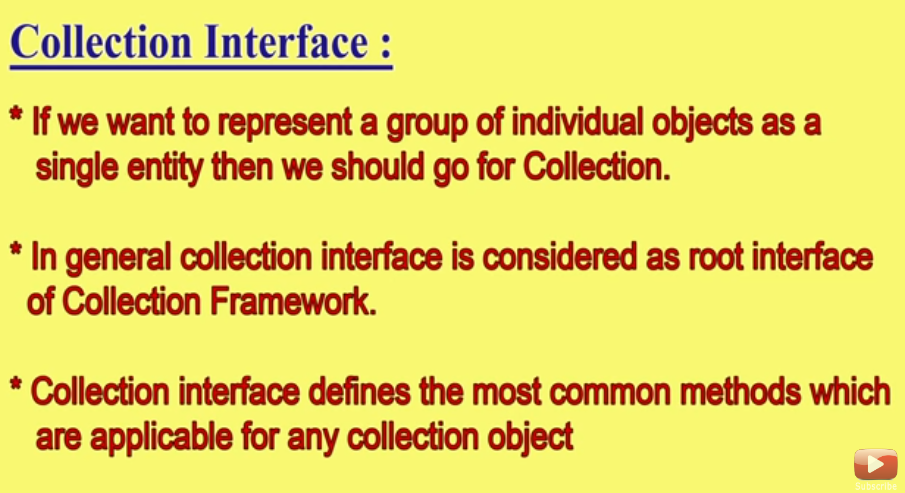 Collection Interface :
* If we want to represent a group of individual objects as a
single entity then we should go for Collection.
* In general collection interface is considered as root interface
of Collection Framework.
* Collection interface defines the most common methods which
are applicable for any collection object
Subscribe